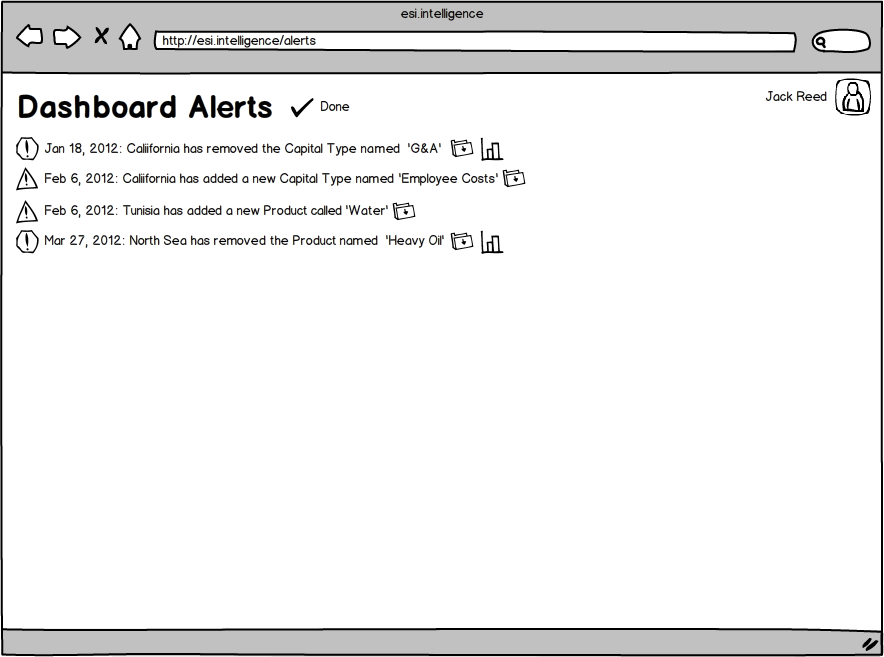 esi.intelligence
http://esi.intelligence/alerts
Jack Reed
Dashboard Alerts Done
Jan 18, 2012: Caliifornia has removed the Capital Type named 'G&A'
Feb 6, 2012: Caliifornia has added a new Capital Type named 'Employee Costs'
Feb 6, 2012: Tunisia has added a new Product called 'Water'
Mar 27, 2012: North Sea has removed the Product named 'Heavy Oil'